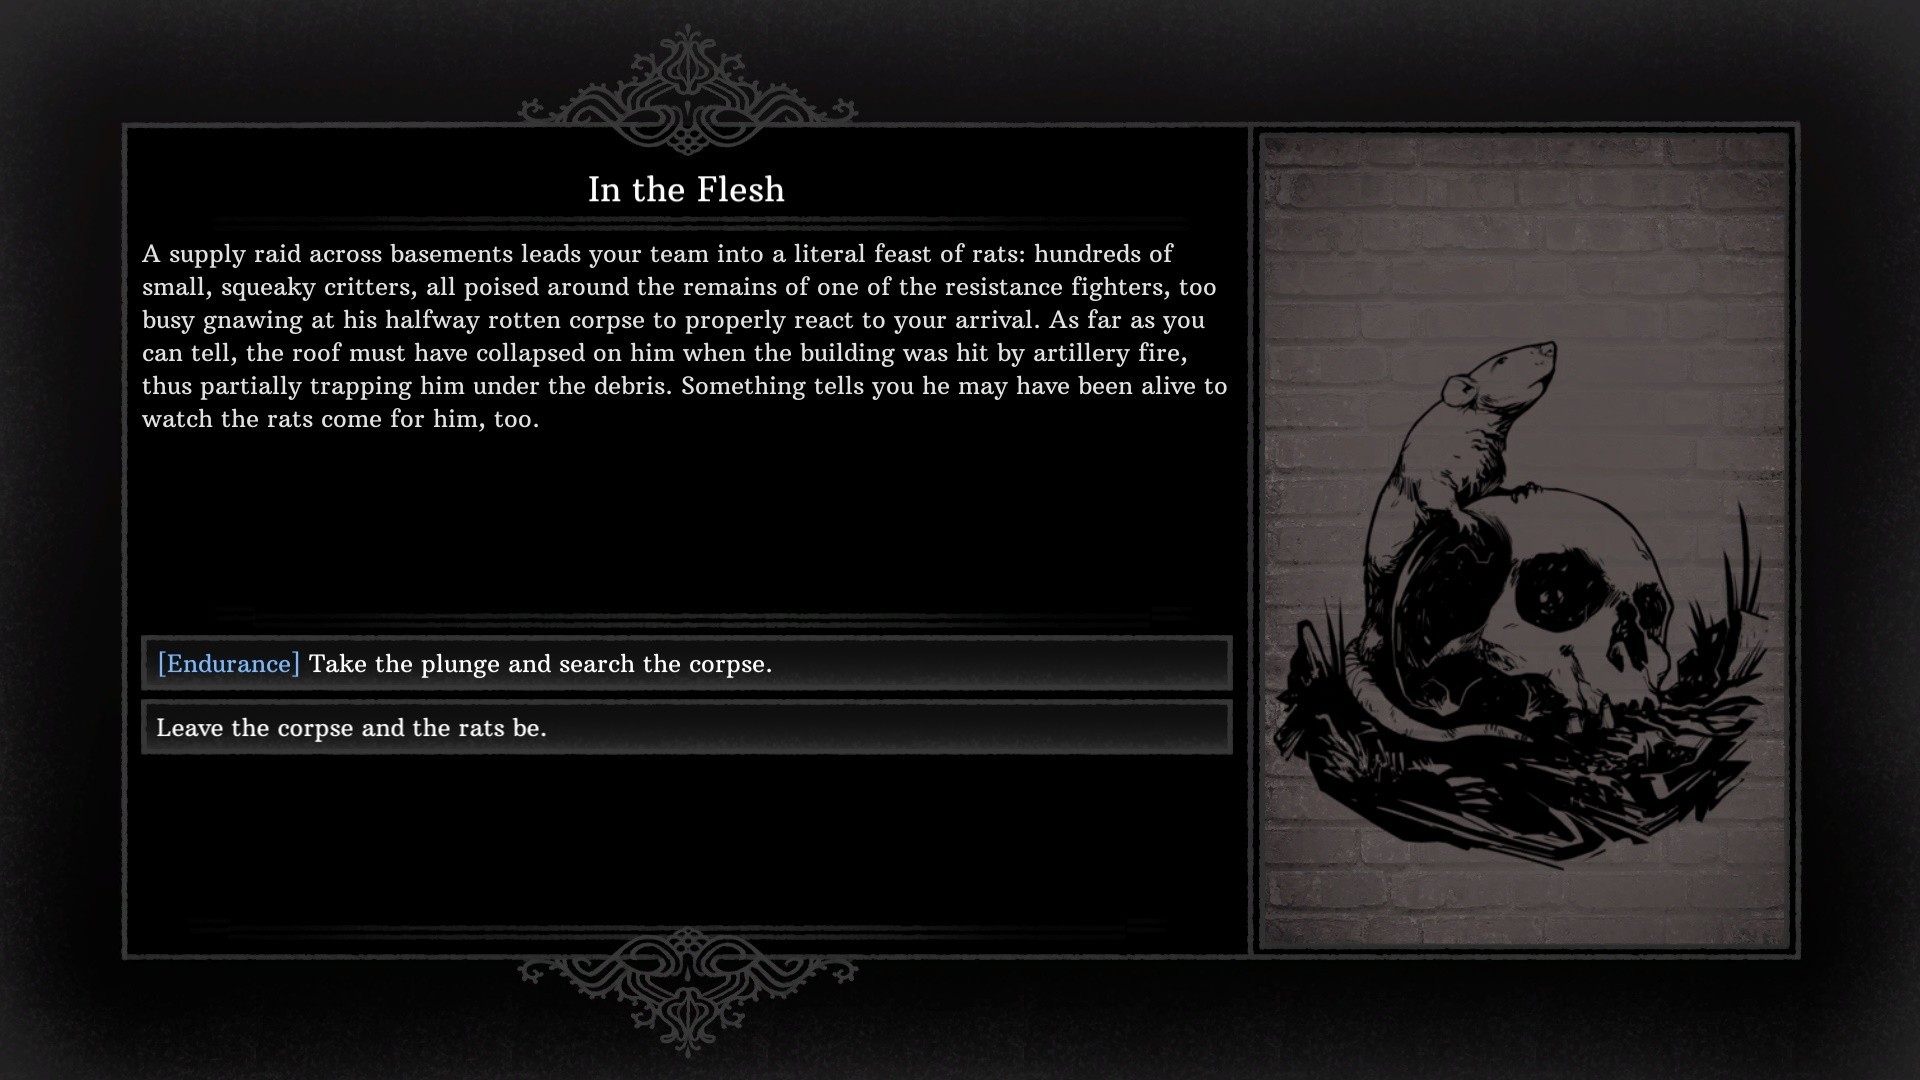 In the Flesh
A supply raid across basements leads your team into a literal feast of rats: hundreds of
small, squeaky critters, all poised around the remains of one of the resistance fighters, too
busy gnawing at his halfway rotten corpse to properly react to your arrival. As far as you
can tell, the roof must have collapsed on him when the building was hit by artillery fire,
thus partially trapping him under the debris. Something tells you he may have been alive to
watch the rats come for him, too.
[Endurance] Take the plunge and search the corpse.
Leave the corpse and the rats be.